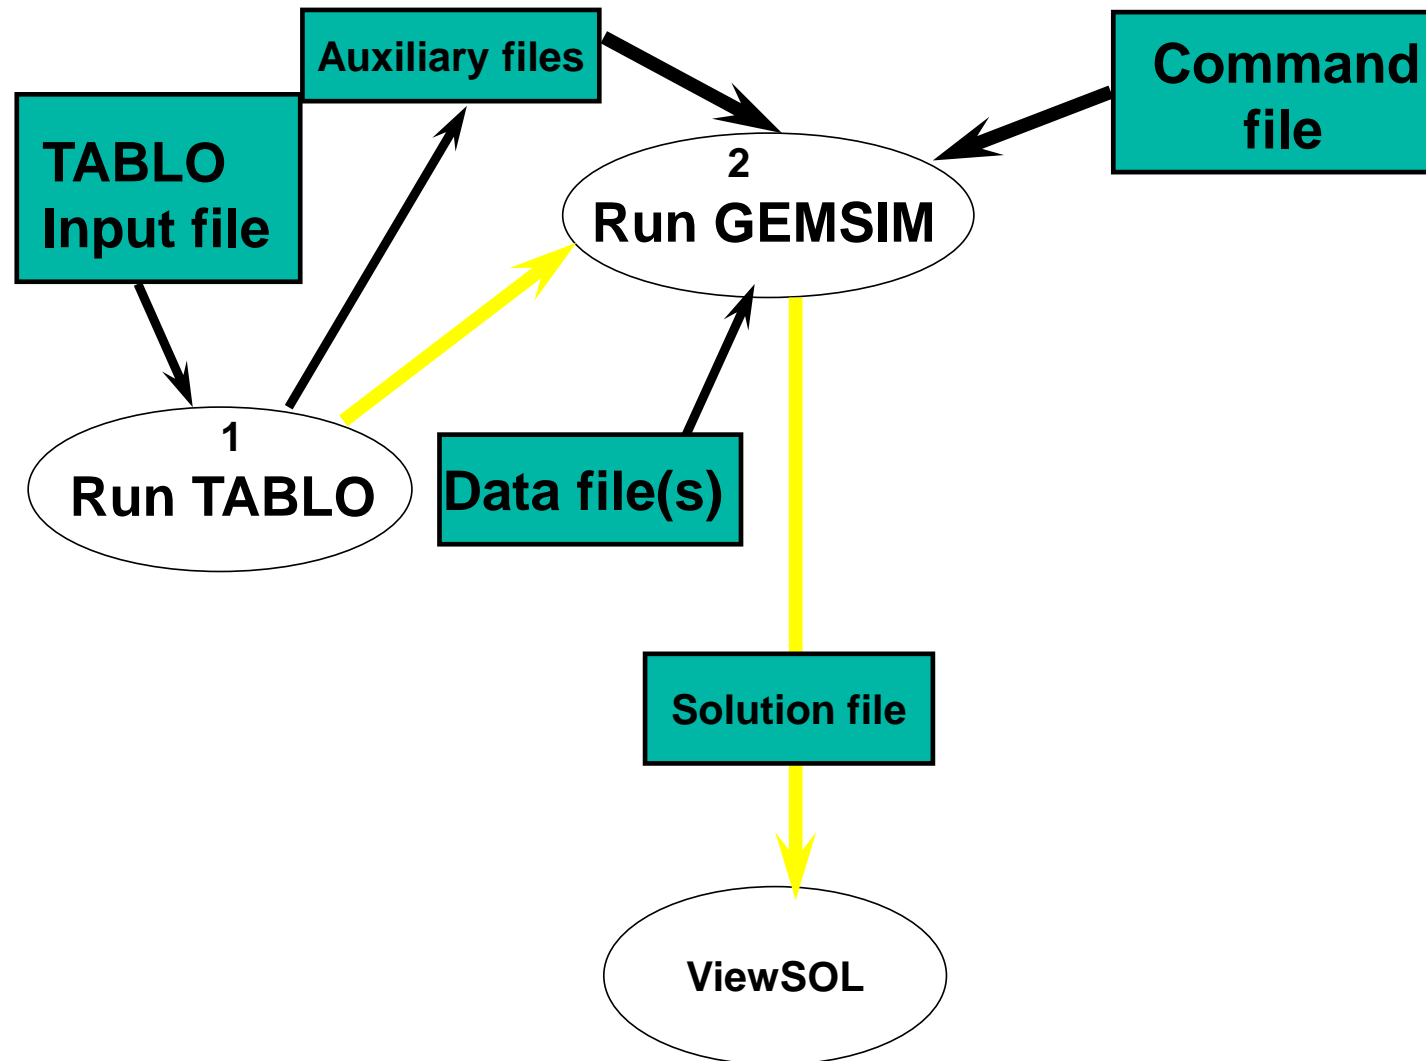 Auxiliary files
Command
file
TABLO
Input file
2
Run GEMSIM
1
Run TABLO
Data file(s)
Solution file
ViewSOL